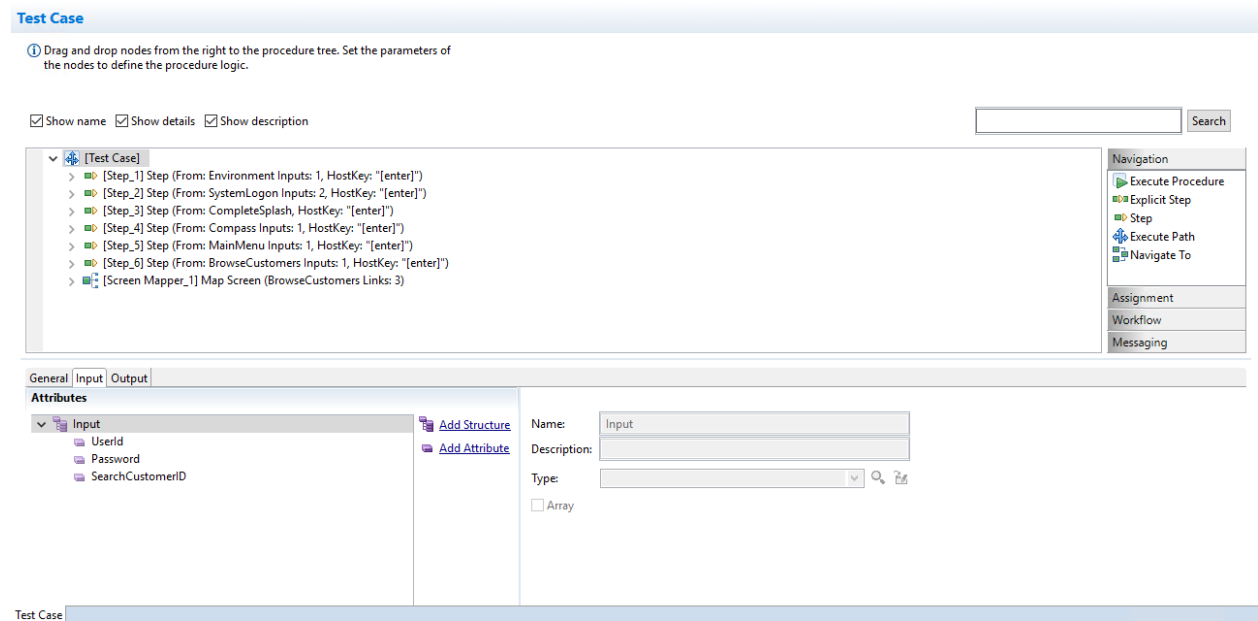 Test Case
Drag and drop nodes from the right to the procedure tree. Set the parameters of
the nodes to define the procedure logic.
Show name Show details Show description
Search
[Test Case]
[Step_1] Step (From: Environment Inputs: 1, HostKey: "[enter]")
[Step_2] Step (From: SystemLogon Inputs: 2, HostKey: "[enter]")
[Step_3] Step (From: CompleteSplash, HostKey: "[enter]")
[Step_4] Step (From: Compass Inputs: 1, HostKey: "[enter]")
[Step_5] Step (From: MainMenu Inputs: 1, HostKey: "[enter]")
[Step_6] Step (From: BrowseCustomers Inputs: 1, HostKey: "[enter]")
[Screen Mapper_1] Map Screen (BrowseCustomers Links: 3)
Navigation
Execute Procedure
Explicit Step
Step
Execute Path
Navigate To
Assignment
Workflow
Messaging
General Input Output
Attributes
Input
UserId
Password
SearchCustomerID
Add Structure
Add Attribute
Name: Input
Description:
Type:
Array
Test Case